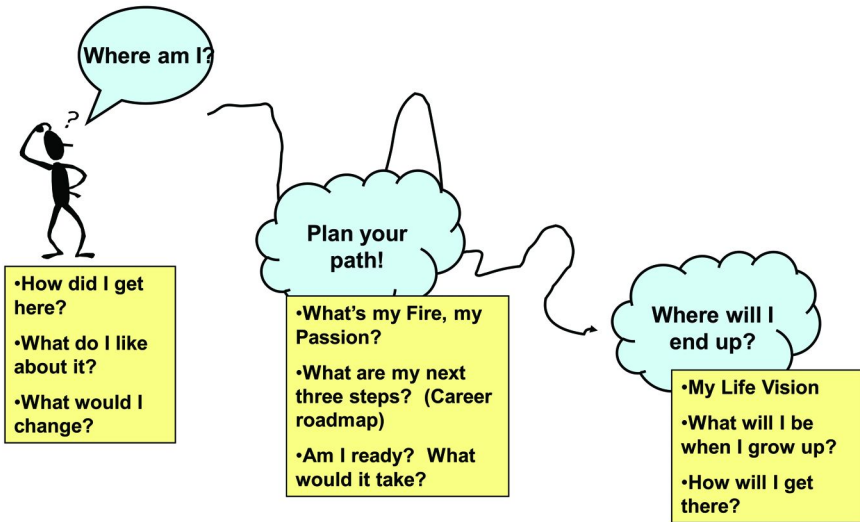 Where am I?
?
•How did I get
here?
•What do I like
about it?
•What would I
change?
Plan your
path!
•What's my Fire, my
Passion?
•What are my next
three steps?  (Career
roadmap)
•Am I ready?  What
would it take?
Where will I
end up?
•My Life Vision
•What will I be
when I grow up?
•How will I get
there?